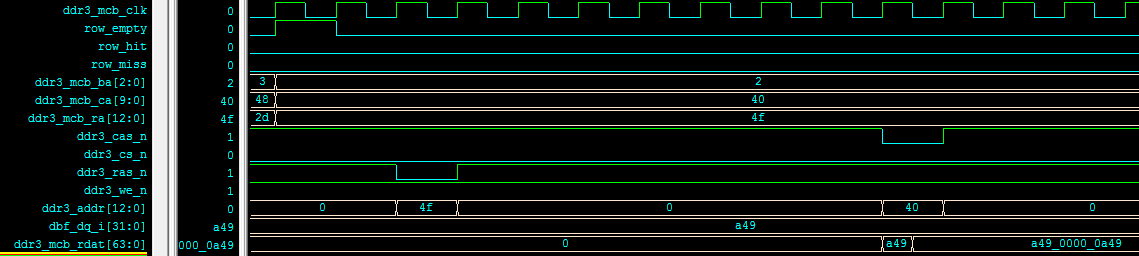 ddr3_mcb_clk 0
row_empty 0
row_hit 0
row_miss 0
ddr3_mcb_ba[2:0] 2 3 2
ddr3_mcb_ca[9:0] 40 48 40
ddr3_mcb_ra[12:0] 4f 2d 4f
ddr3_cas_n 1
ddr3_cs_n 0
ddr3_ras_n 1
ddr3_we_n 1
ddr3_addr[12:0] 0 0 4f 0 40 0
dbf_dq_i[31:0] a49 a49
ddr3_mcb_rdat[63:0] 000_0a49 0 a49 a49_0000_0a49